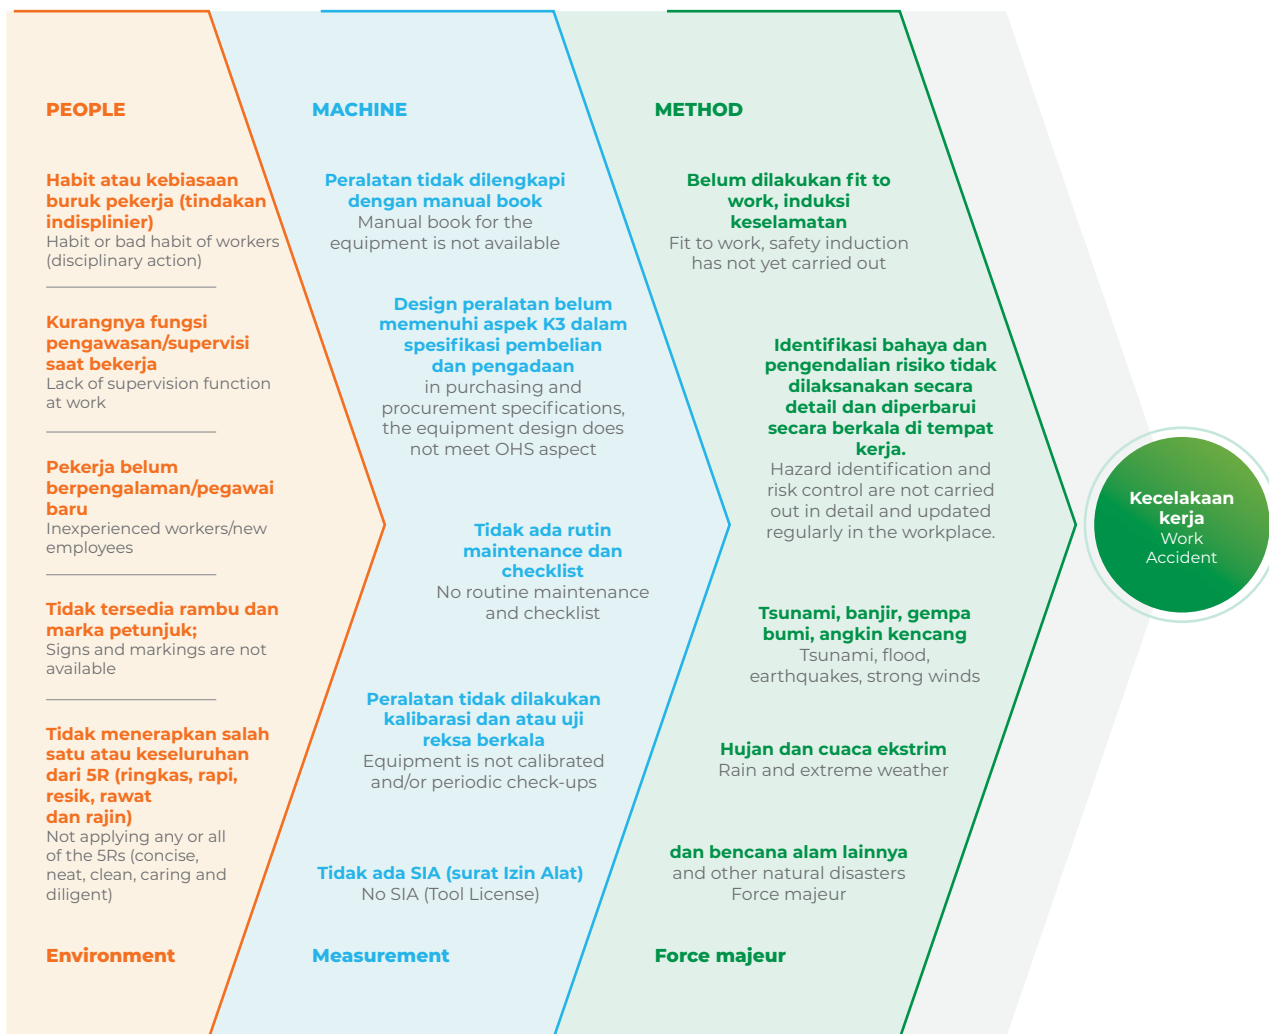 PEOPLE
Habit atau kebiasaan
buruk pekerja (tindakan
indisplinier)
Habit or bad habit of workers
(disciplinary action)
Kurangnya fungsi
pengawasan/supervisi
saat bekerja
Lack of supervision function
at work
Pekerja belum
berpengalaman/pegawai
baru
Inexperienced workers/new
employees
Tidak tersedia rambu dan
marka petunjuk;
Signs and markings are not
available
Tidak menerapkan salah
satu atau keseluruhan
dari 5R (ringkas, rapi,
resik, rawat
dan rajin)
Not applying any or all
of the 5Rs (concise,
neat, clean, caring and
diligent)
Environment
MACHINE
Peralatan tidak dilengkapi
dengan manual book
Manual book for the
equipment is not available
Design peralatan belum
memenuhi aspek K3 dalam
spesifikasi pembelian
dan pengadaan
in purchasing and
procurement specifications,
the equipment design does
not meet OHS aspect
Tidak ada rutin
maintenance dan
checklist
No routine maintenance
and checklist
Peralatan tidak dilakukan
kalibarasi dan atau uji
reksa berkala
Equipment is not calibrated
and/or periodic check-ups
Tidak ada SIA (surat Izin Alat)
No SIA (Tool License)
Measurement
METHOD
Belum dilakukan fit to
work, induksi
keselamatan
Fit to work, safety induction
has not yet carried out
Identifikasi bahaya dan
pengendalian risiko tidak
dilaksanakan secara
detail dan diperbarui
secara berkala di tempat
kerja.
Hazard identification and
risk control are not carried
out in detail and updated
regularly in the workplace.
Tsunami, banjir, gempa
bumi, angkin kencang
Tsunami, flood,
earthquakes, strong winds
Hujan dan cuaca ekstrim
Rain and extreme weather
dan bencana alam lainnya
and other natural disasters
Force majeur
Force majeur
Kecelakaan
kerja
Work
Accident